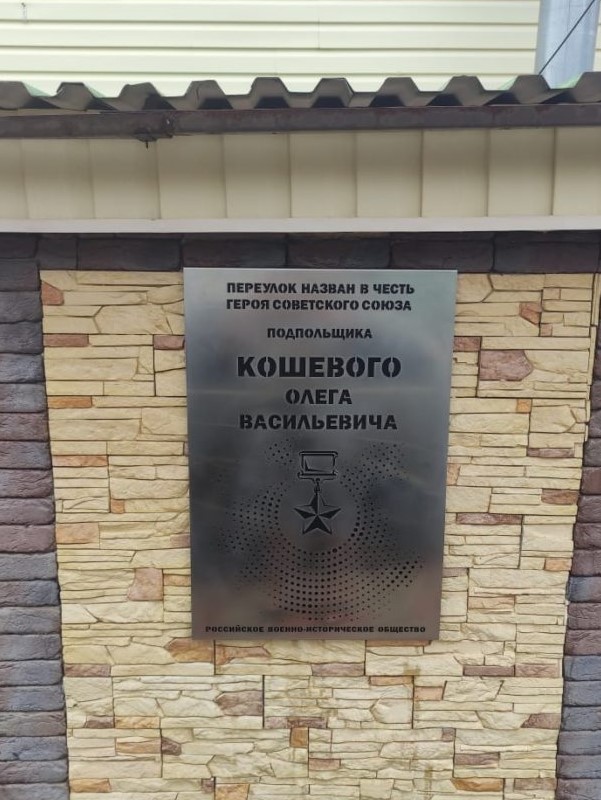 ПЕРЕУЛОК НАЗВАН В ЧЕСТЬ
ГЕРОЯ СОВЕТСКОГО СОЮЗА
ПОДПОЛЬЩИКА
КОШЕВОГО
ОЛЕГА
ВАСИЛЬЕВИЧА
РОССИЙСКОЕ ВОЕННО-ИСТОРИЧЕСКОЕ ОБЩЕСТВО